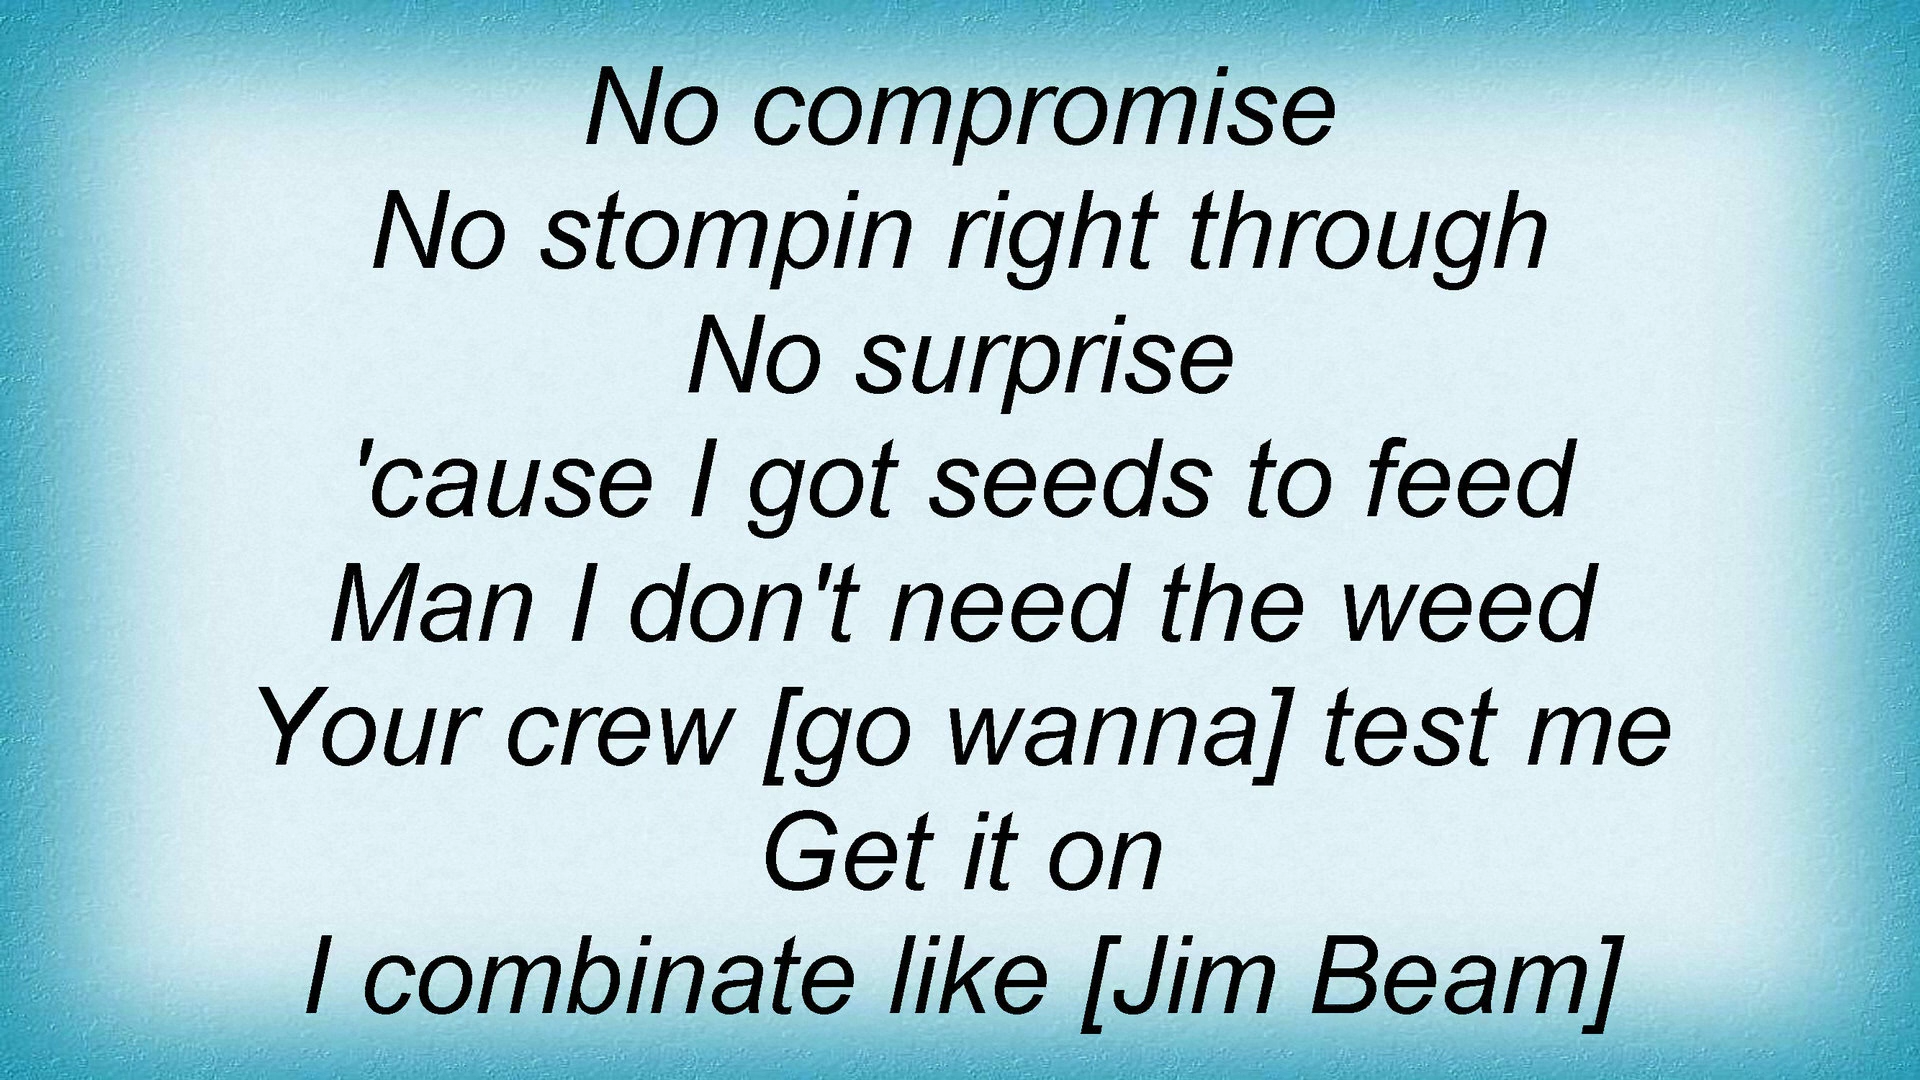 No compromise
No stompin right through
No surprise
'cause I got seeds to feed
Man I don't need the weed
Your crew [go wanna] test me
Get it on
I combinate like [Jim Beam]